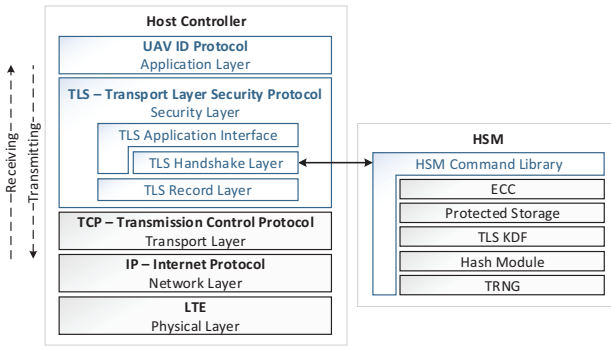 Host Controller
UAV ID Protocol
Application Layer
TLS – Transport Layer Security Protocol
Security Layer
TLS Application Interface
TLS Handshake Layer
TLS Record Layer
TCP – Transmission Control Protocol
Transport Layer
IP – Internet Protocol
Network Layer
LTE
Physical Layer
Receiving
Transmitting
HSM
HSM Command Library
ECC
Protected Storage
TLS KDF
Hash Module
TRNG